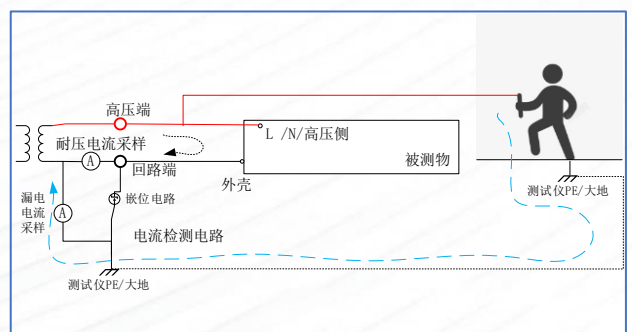 高压端
耐压电流采样
L /N/高压侧
A
回路端
被测物
外壳
漏电
电流
采样
A
嵌位电路
测试仪PE/大地
电流检测电路
测试仪PE/大地